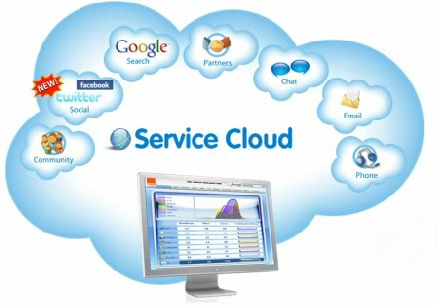 Google
Search
Partners
Chat
Email
Phone
NEW!
facebook
twitter
Social
Community
Service Cloud